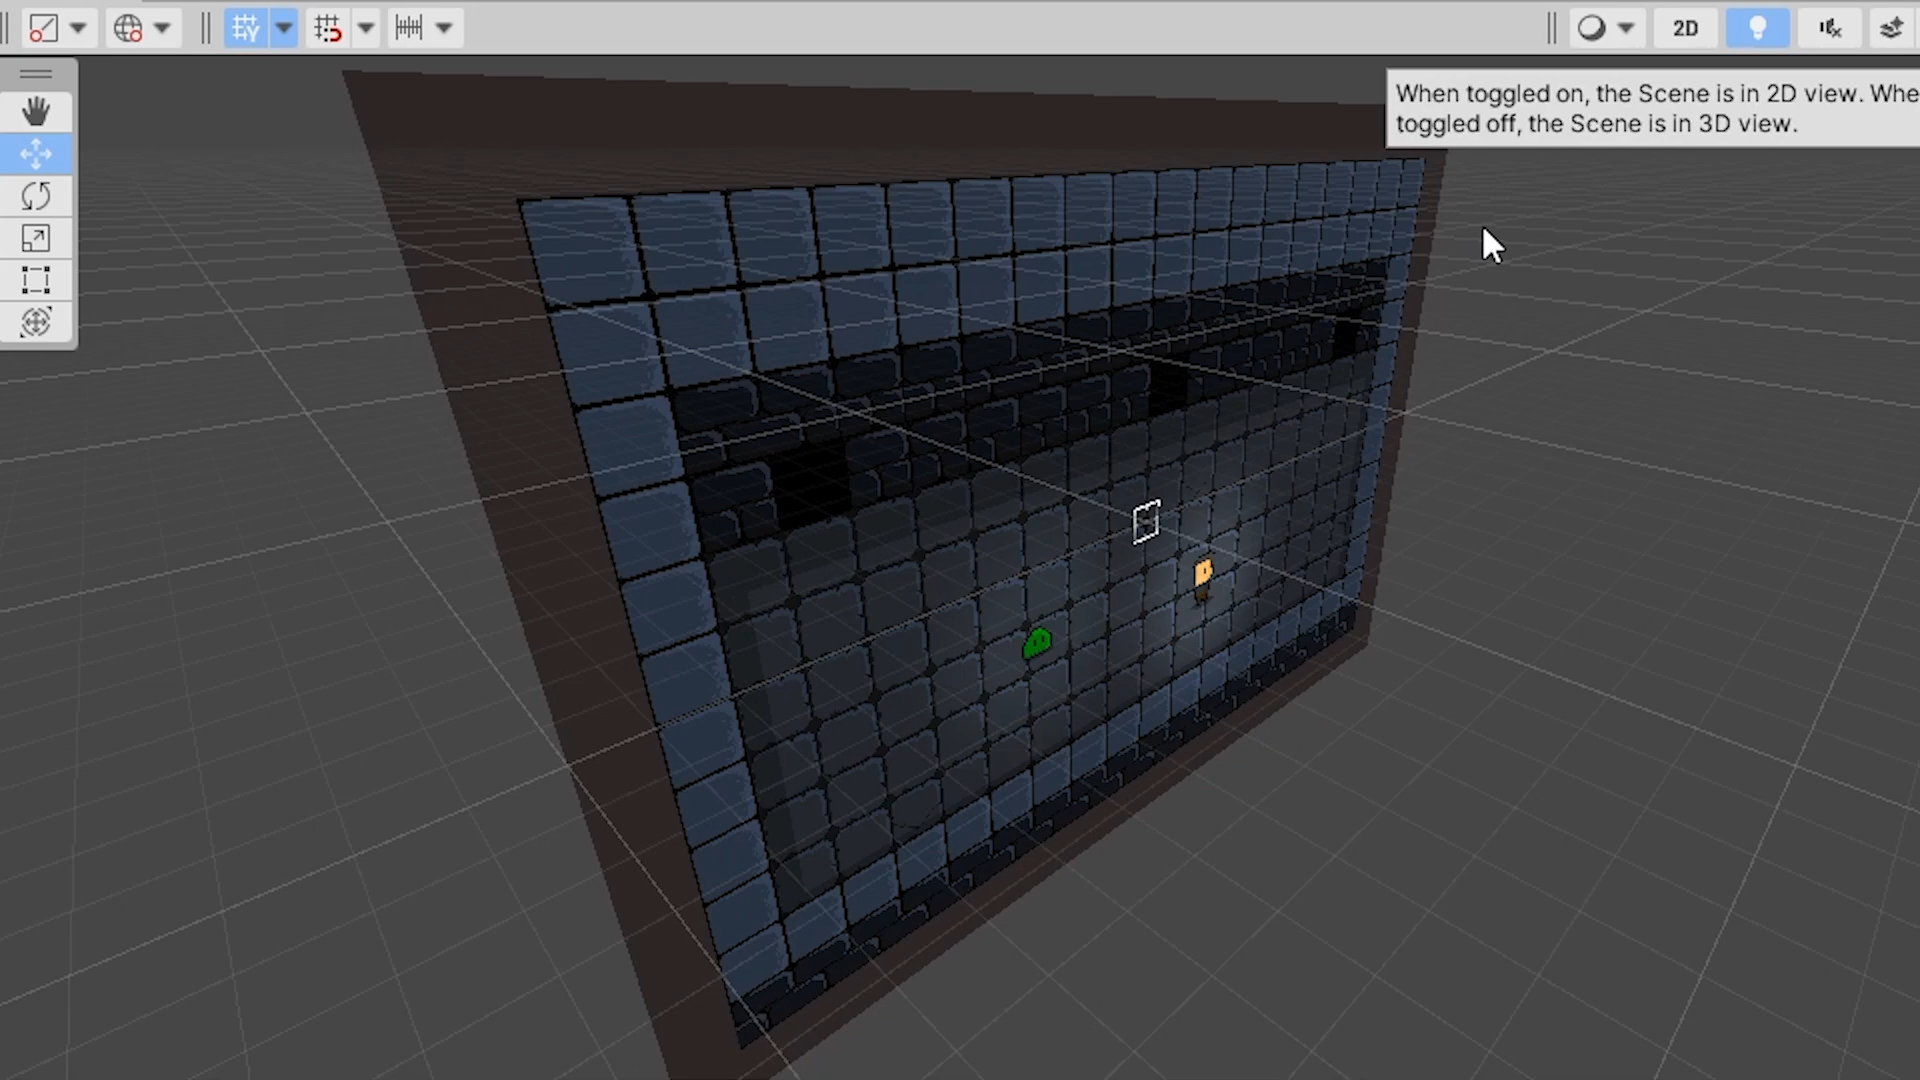 2D
When toggled on, the Scene is in 2D view. Whe
toggled off, the Scene is in 3D view.